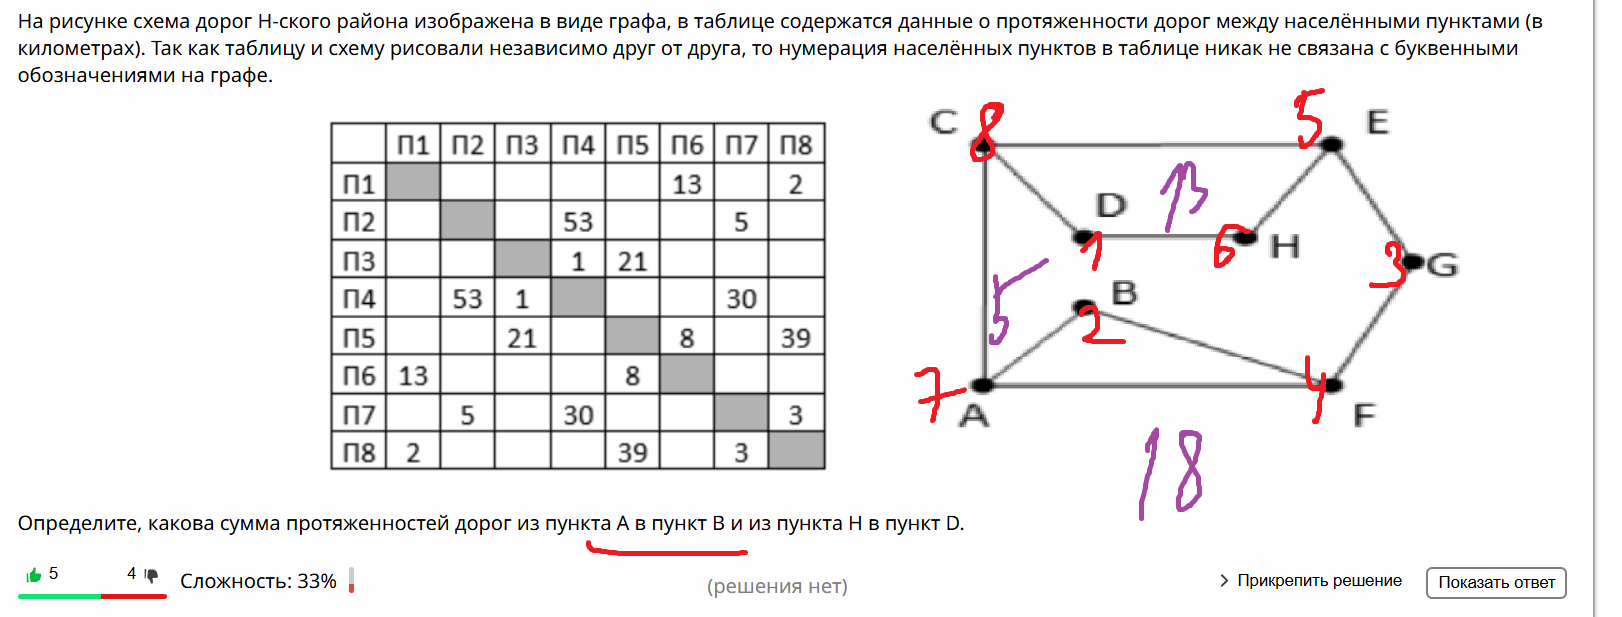 На рисунке схема дорог Н-ского района изображена в виде графа, в таблице содержатся данные о протяженности дорог между населёнными пунктами (в
километрах). Так как таблицу и схему рисовали независимо друг от друга, то нумерация населённых пунктов в таблице никак не связана с буквенными
обозначениями на графе.
П1 П2 П3 П4 П5 П6 П7 П8
П1 13 2
П2 53 5
П3 1 21
П4 53 1 30
П5 21 8 39
П6 13 8
П7 5 30 3
П8 2 39 3
C 8 5 E
13
D
1 6 H
3 G
5 B
2
7 4
A F
18
Определите, какова сумма протяженностей дорог из пункта A в пункт B и из пункта H в пункт D.
5 4 Сложность: 33% (решения нет) Прикрепить решение Показать ответ